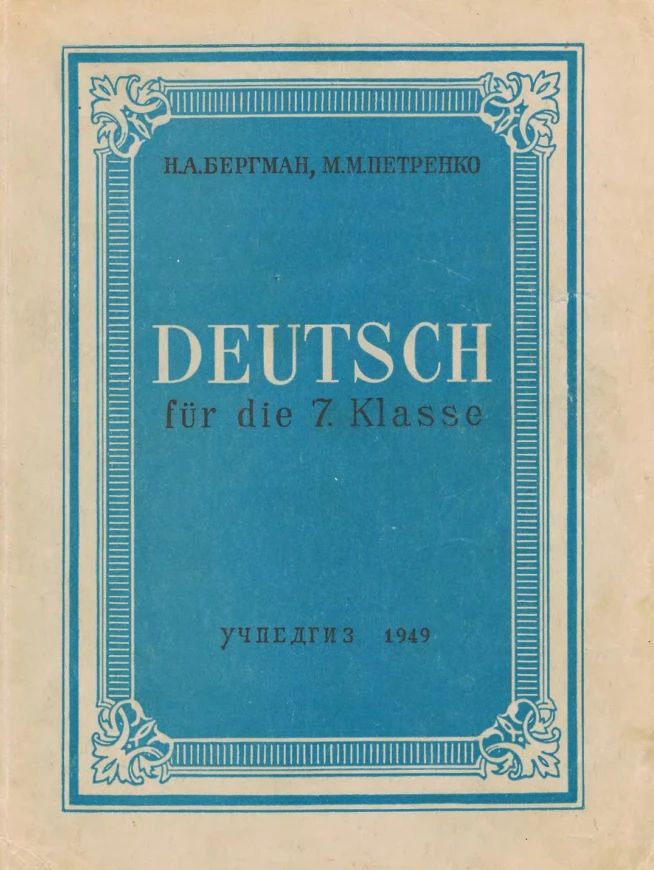 Н.А.БЕРГМАН, М.М.ПЕТРЕНКО
DEUTSCH
für die 7. Klasse
УЧПЕДГИЗ 1949